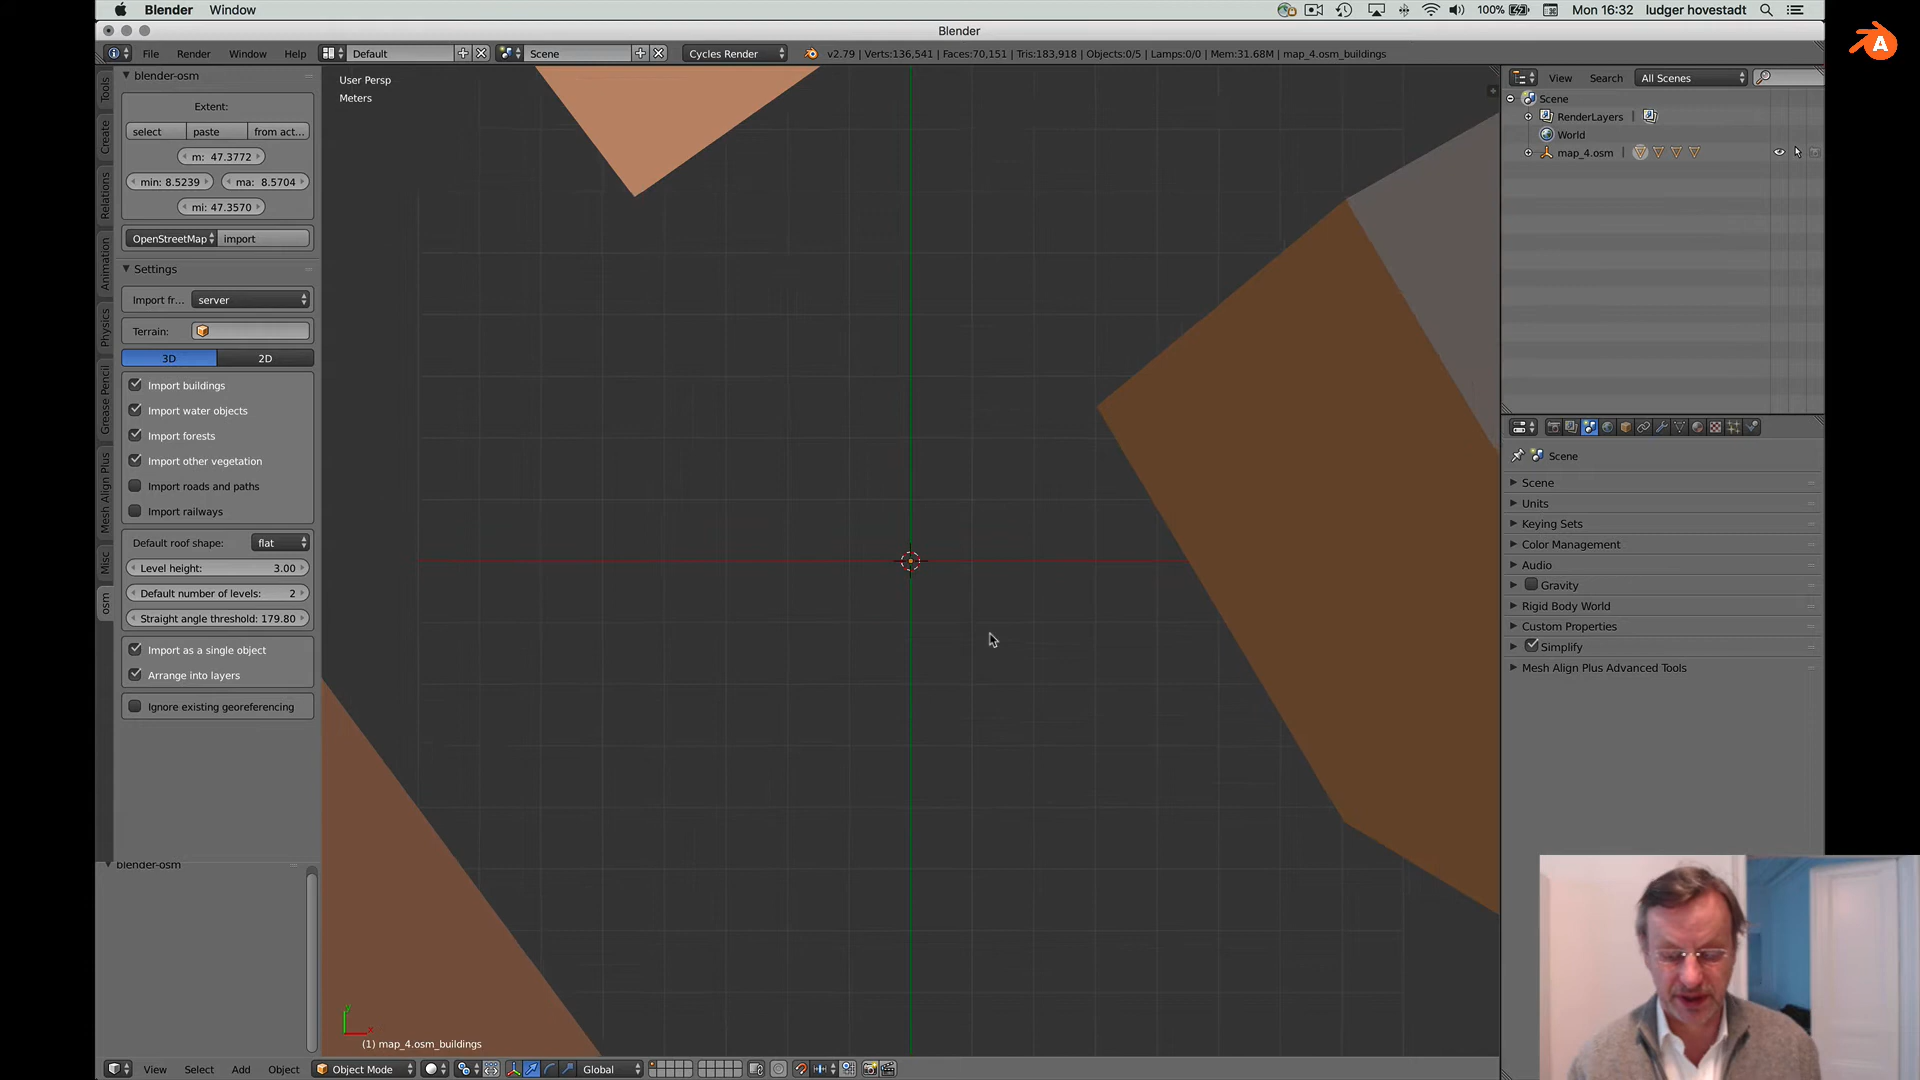 Blender Window 100% Mon 16:32 ludger hovestadt
Blender
File Render Window Help Default Scene Cycles Render v2.79 | Verts:136,541 | Faces:70,151 | Tris:183,918 | Objects:0/5 | Lamps:0/0 | Mem:31.68M | map_4.osm_buildings
blender-osm
Extent:
select paste from act...
m: 47.3772
min: 8.5239 ma: 8.5704
mi: 47.3570
OpenStreetMap import
Settings
Import fr... server
Terrain:
3D 2D
Import buildings
Import water objects
Import forests
Import other vegetation
Import roads and paths
Import railways
Default roof shape: flat
Level height: 3.00
Default number of levels: 2
Straight angle threshold: 179.80
Import as a single object
Arrange into layers
Ignore existing georeferencing
blender-osm
Tools
Create
Relations
Animation
Physics
Grease Pencil
Mesh Align Plus
Misc
osm
User Persp
Meters
y
x
(1) map_4.osm_buildings
View Select Add Object Object Mode Global
View Search All Scenes
Scene
RenderLayers |
World
map_4.osm |
Scene
Scene
Units
Keying Sets
Color Management
Audio
Gravity
Rigid Body World
Custom Properties
Simplify
Mesh Align Plus Advanced Tools
A